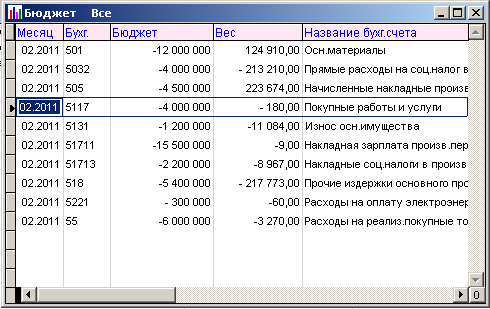 Бюджет Все
Месяц Бухг. Бюджет Вес Название бухг.счета
02.2011 501 -12 000 000 124 910,00 Осн.материалы
02.2011 5032 -4 000 000 - 213 210,00 Прямые расходы на соц.налог в
02.2011 505 -4 500 000 223 674,00 Начисленные накладные произв
02.2011 5117 -4 000 000 - 180,00 Покупные работы и услуги
02.2011 5131 -1 200 000 -11 084,00 Износ осн.имущества
02.2011 51711 -15 500 000 -9,00 Накладная зарплата произв.пер
02.2011 51713 -2 200 000 -8 967,00 Накладные соц.налоги в произв
02.2011 518 -5 400 000 - 217 773,00 Прочие издержки основного про
02.2011 5221 - 300 000 -60,00 Расходы на оплату электроэнер
02.2011 55 -6 000 000 -3 270,00 Расходы на реализ.покупные то
0